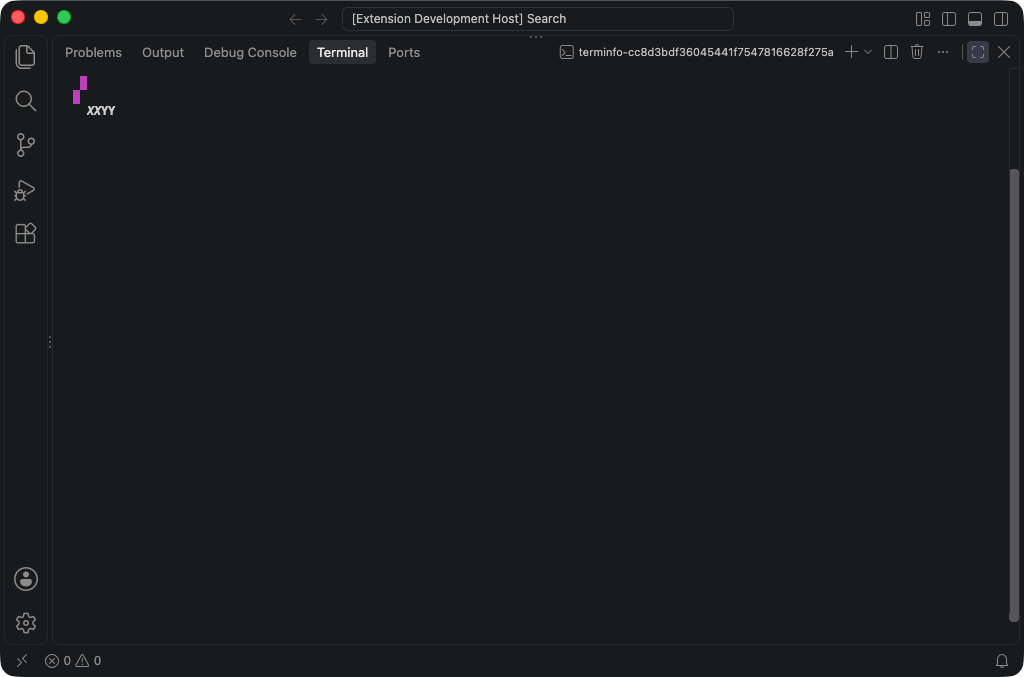 [Extension Development Host] Search
Problems Output Debug Console Terminal Ports terminfo-cc8d3bdf36045441f7547816628f275a
XXYY
0 0